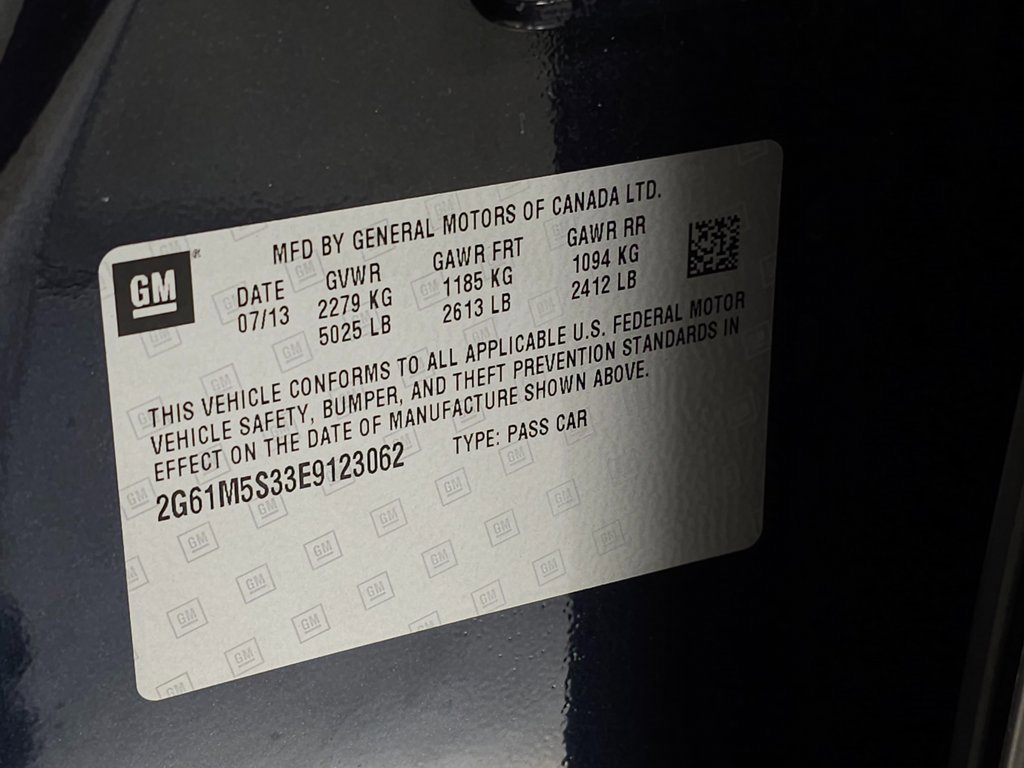 GM
MFD BY GENERAL MOTORS OF CANADA LTD.
DATE GVWR GAWR FRT GAWR RR
07/13 2279 KG 1185 KG 1094 KG
5025 LB 2613 LB 2412 LB
THIS VEHICLE CONFORMS TO ALL APPLICABLE U.S. FEDERAL MOTOR
VEHICLE SAFETY, BUMPER, AND THEFT PREVENTION STANDARDS IN
EFFECT ON THE DATE OF MANUFACTURE SHOWN ABOVE.
2G61M5S33E9123062 TYPE: PASS CAR